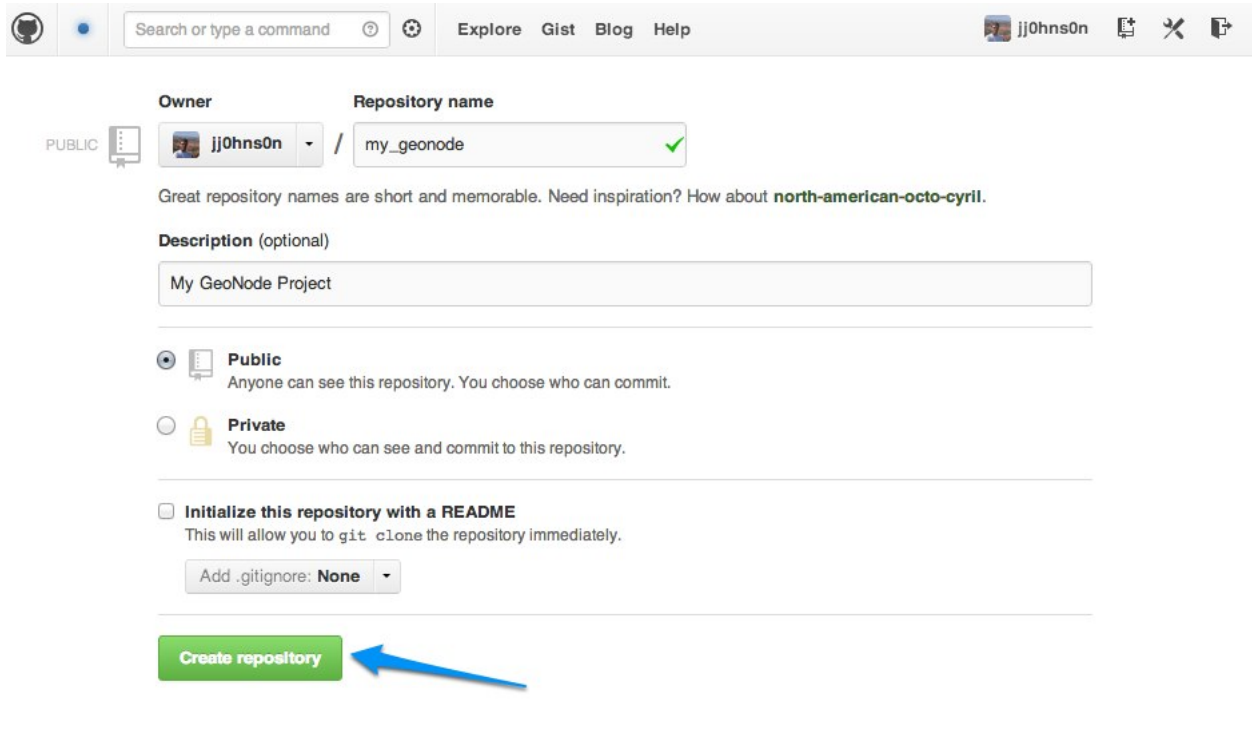 Search or type a command
Explore Gist Blog Help
jj0hns0n
Owner
Repository name
PUBLIC
jj0hns0n / my_geonode
Great repository names are short and memorable. Need inspiration? How about north-american-octo-cyril.
Description (optional)
My GeoNode Project
Public
Anyone can see this repository. You choose who can commit.
Private
You choose who can see and commit to this repository.
Initialize this repository with a README
This will allow you to git clone the repository immediately.
Add .gitignore: None
Create repository